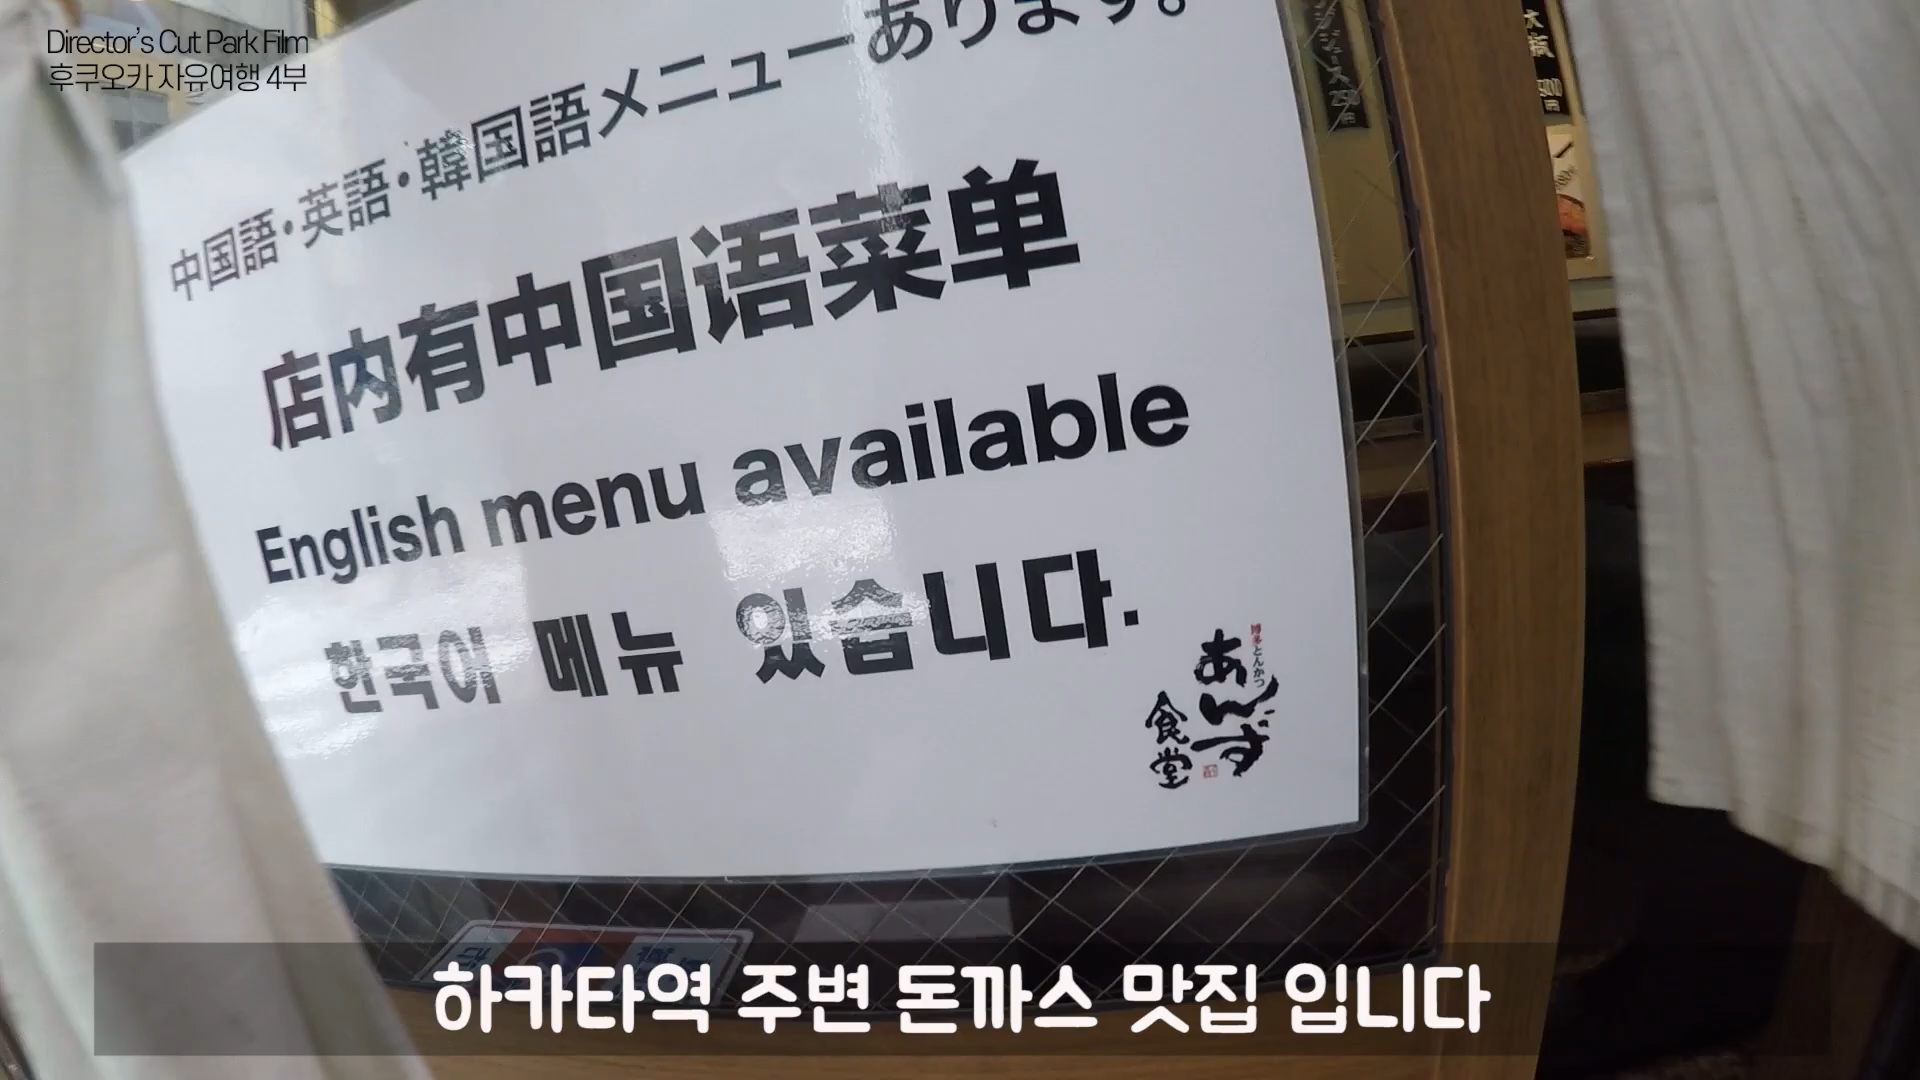 Director's Cut Park Film
후쿠오카 자유여행 4부
中国語・英語・韓国語メニューあります。
店内有中国语菜单
English menu available
한국어 메뉴 있습니다.
博多とんかつ
あんず
食堂
大瓶
하카타역 주변 돈까스 맛집 입니다